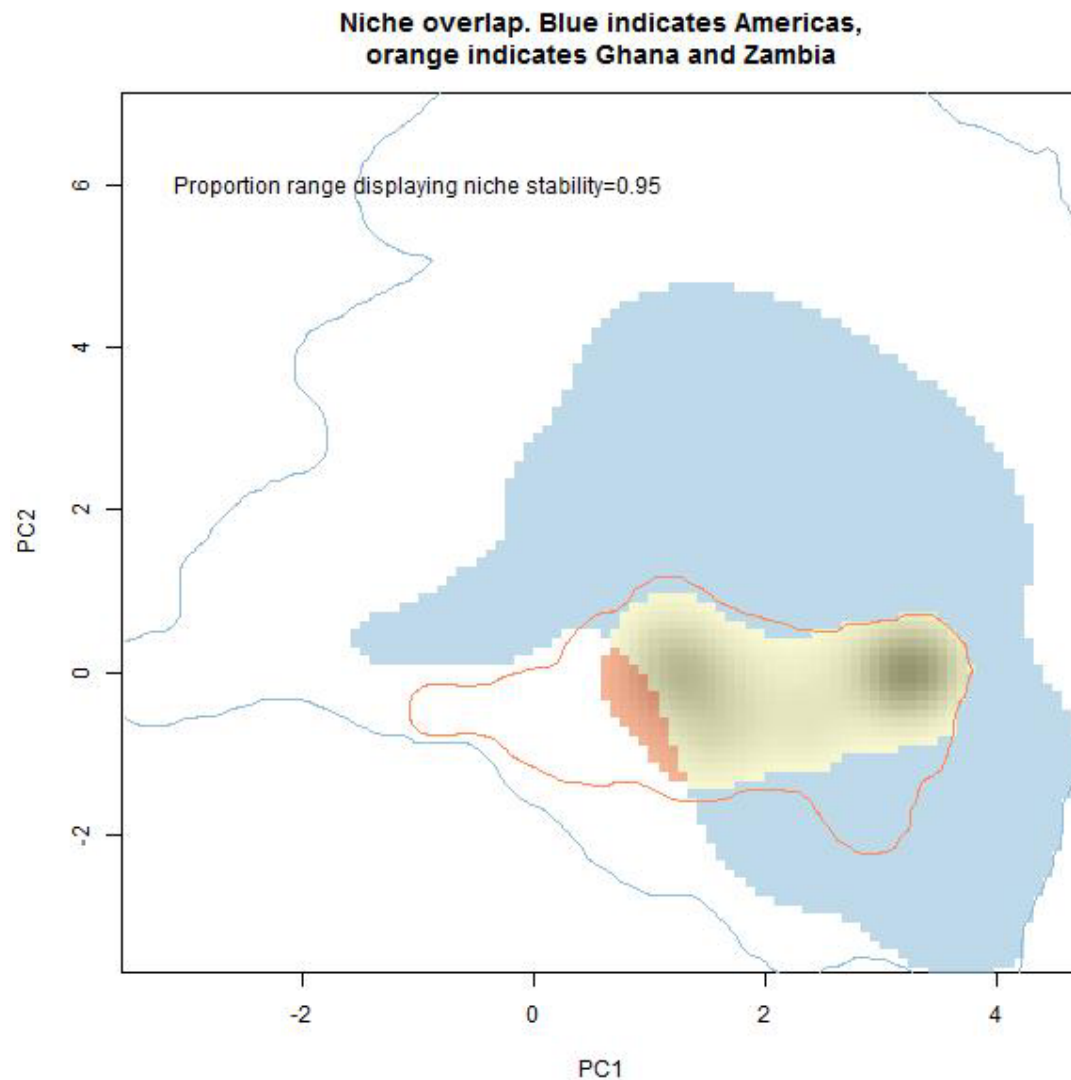 Niche overlap. Blue indicates Americas,
orange indicates Ghana and Zambia
Proportion range displaying niche stability=0.95
6
4
2
0
-2
PC2
-2
0
2
4
PC1